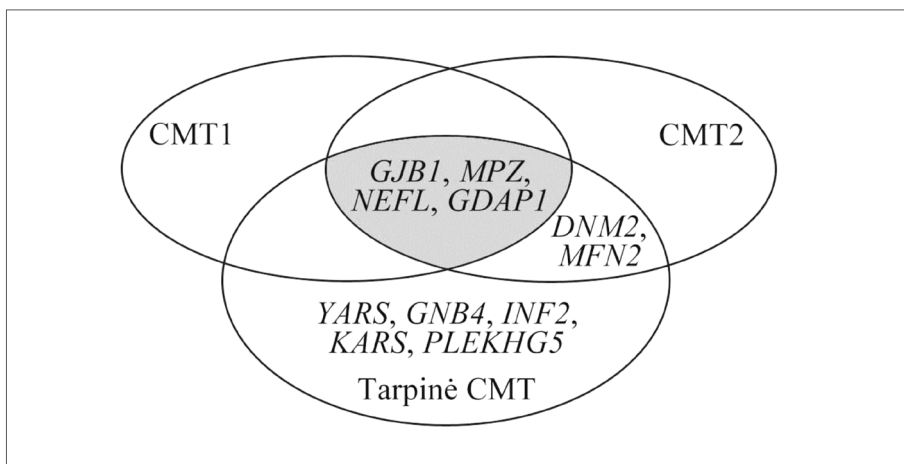 CMT1
CMT2
GJB1, MPZ,
NEFL, GDAP1
DNM2,
MFN2
YARS, GNB4, INF2,
KARS, PLEKHG5
Tarpinė CMT